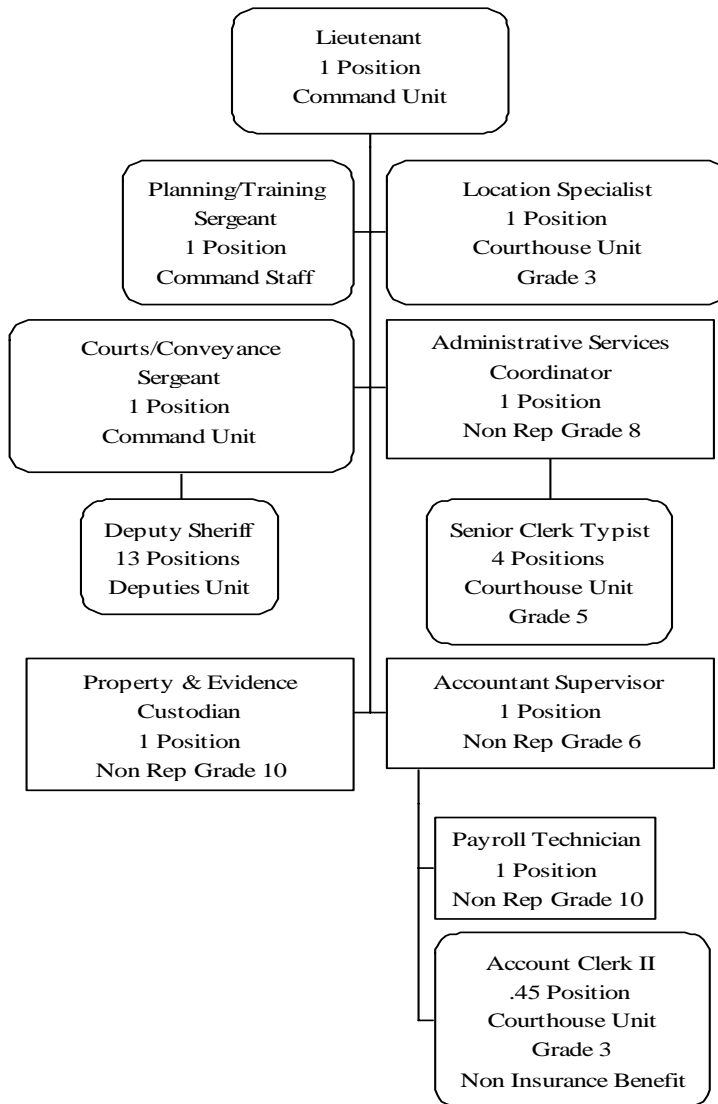 Lieutenant
1 Position
Command Unit
Planning/Training
Sergeant
1 Position
Command Staff
Location Specialist
1 Position
Courthouse Unit
Grade 3
Courts/Conveyance
Sergeant
1 Position
Command Unit
Administrative Services
Coordinator
1 Position
Non Rep Grade 8
Deputy Sheriff
13 Positions
Deputies Unit
Senior Clerk Typist
4 Positions
Courthouse Unit
Grade 5
Property & Evidence
Custodian
1 Position
Non Rep Grade 10
Accountant Supervisor
1 Position
Non Rep Grade 6
Payroll Technician
1 Position
Non Rep Grade 10
Account Clerk II
.45 Position
Courthouse Unit
Grade 3
Non Insurance Benefit